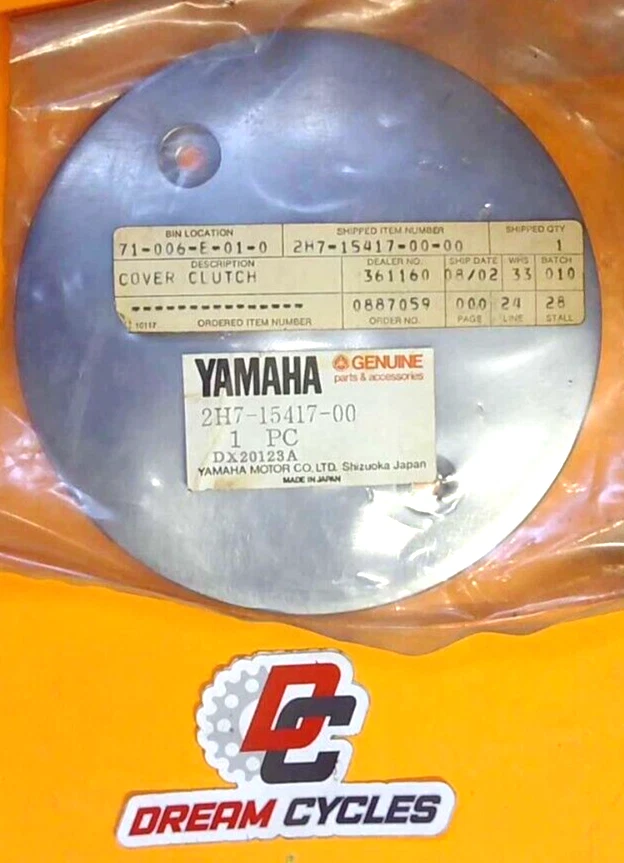 BIN LOCATION SHIPPED ITEM NUMBER SHIPPED QTY
71-006-E-01-0 2H7-15417-00-00 1
DESCRIPTION DEALER NO. SHIP DATE WHS BATCH
COVER CLUTCH 361160 08/02 33 010
--------------- 0887059 000 24 28
10117 ORDERED ITEM NUMBER ORDER NO. PAGE LINE STALL
YAMAHA GENUINE
parts & accessories
2H7-15417-00
1 PC
DX20123A
YAMAHA MOTOR CO., LTD. Shizuoka Japan
MADE IN JAPAN
DC
DREAM CYCLES